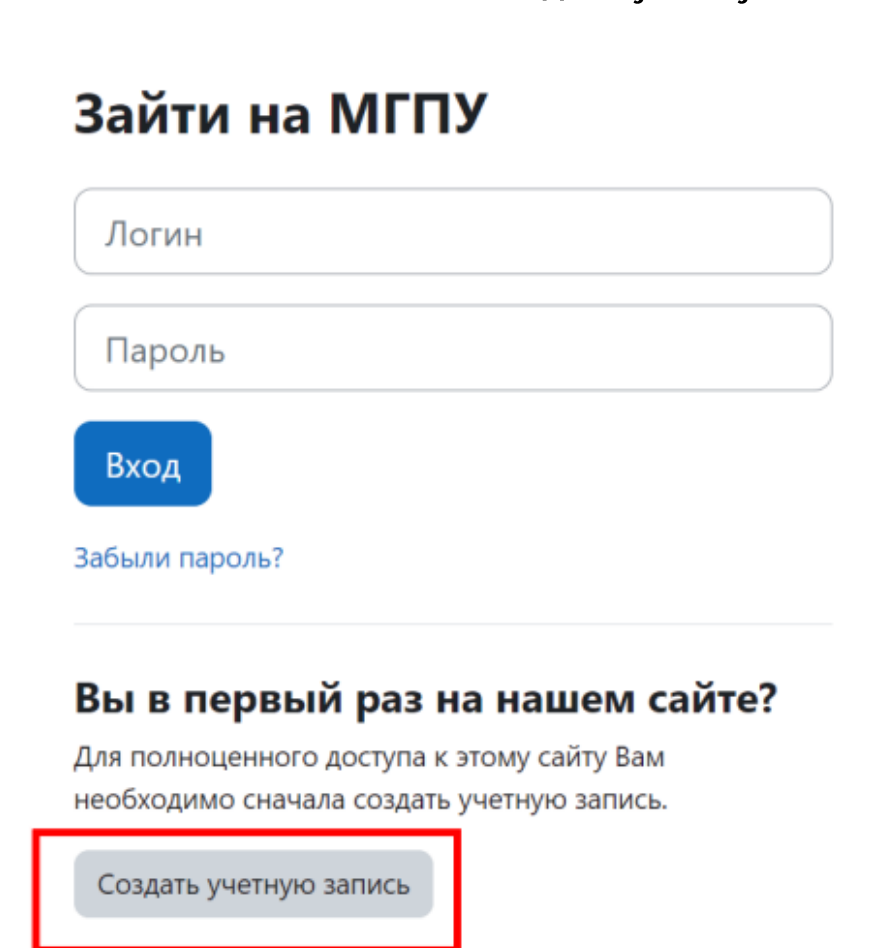 Зайти на МГПУ
Логин
Пароль
Вход
Забыли пароль?
Вы в первый раз на нашем сайте?
Для полноценного доступа к этому сайту Вам
необходимо сначала создать учетную запись.
Создать учетную запись